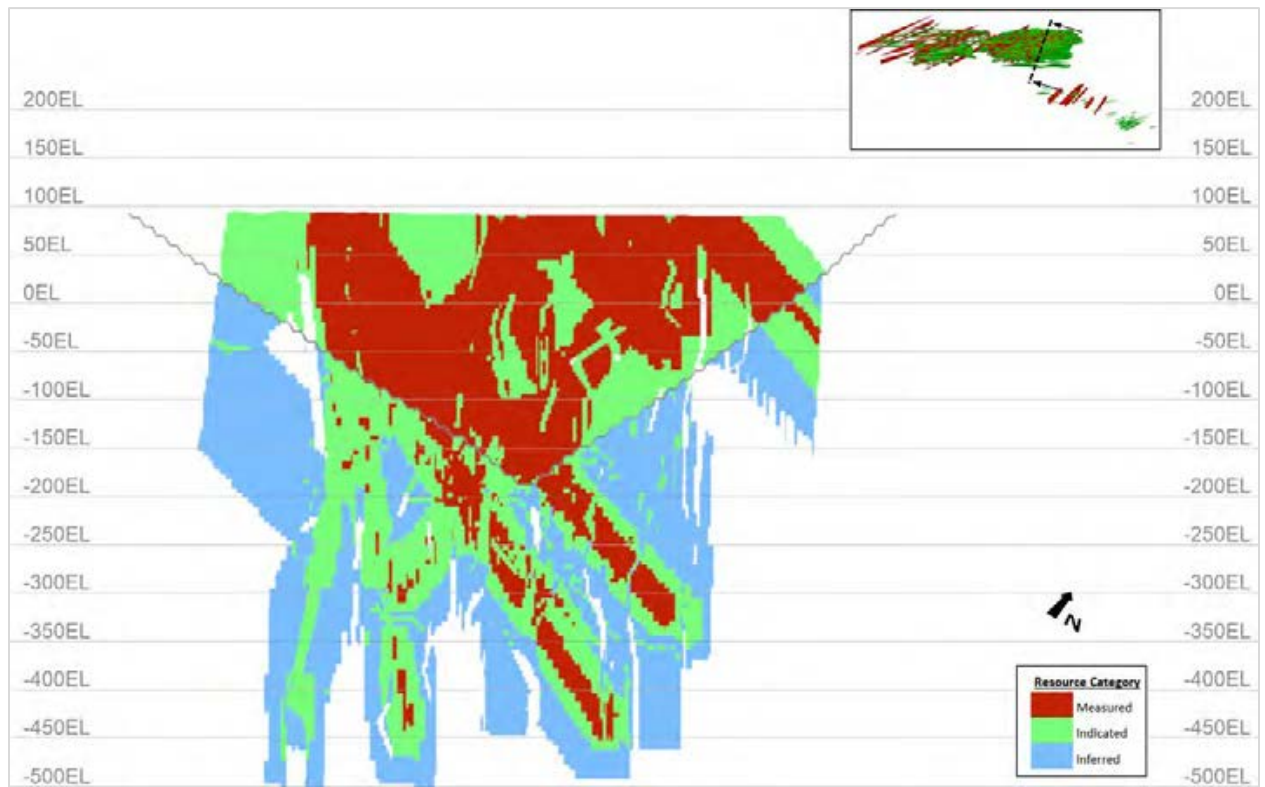 200EL 200EL
150EL 150EL
100EL 100EL
50EL 50EL
0EL 0EL
-50EL -50EL
-100EL -100EL
-150EL -150EL
-200EL -200EL
-250EL -250EL
-300EL -300EL
N
-350EL -350EL
Resource Category
-400EL Measured -400EL
-450EL Indicated -450EL
Inferred
-500EL -500EL